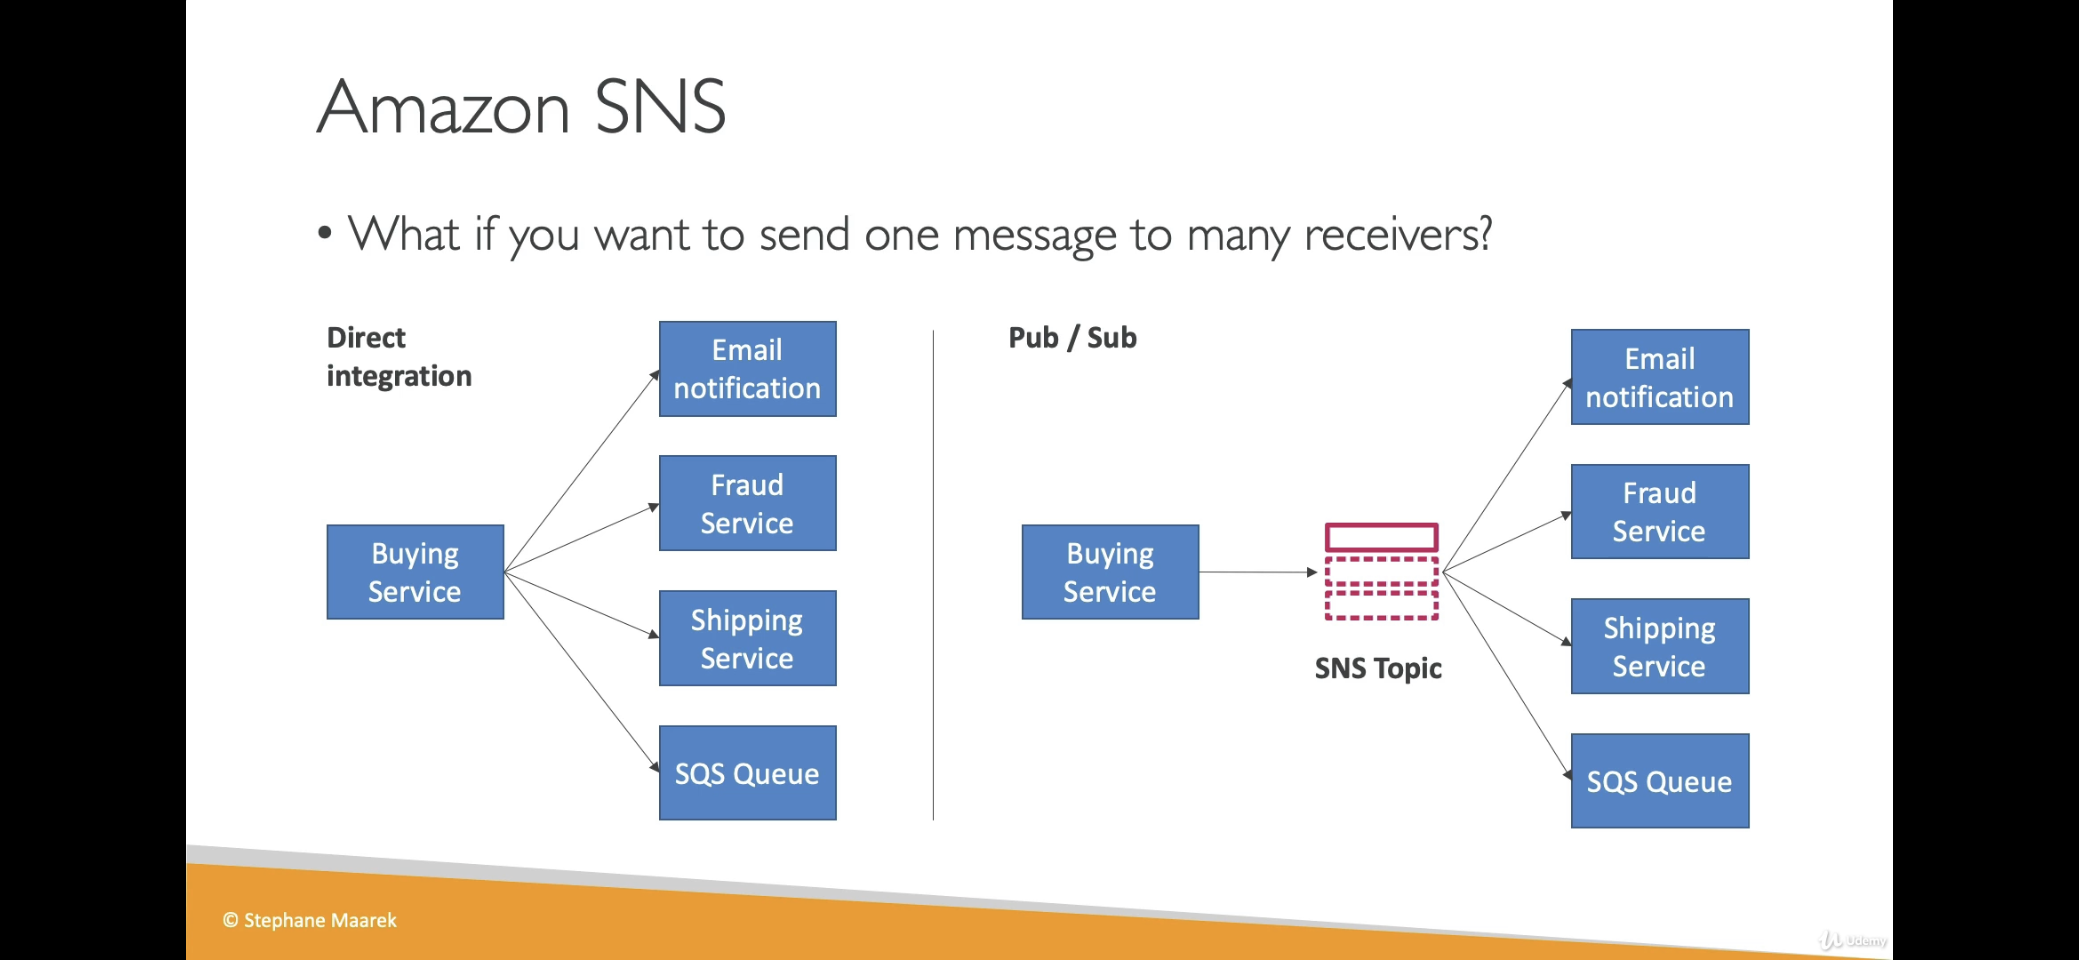 Amazon SNS
• What if you want to send one message to many receivers?
Direct
integration
Email
notification
Fraud
Service
Buying
Service
Shipping
Service
SQS Queue
Pub / Sub
Email
notification
Fraud
Service
Buying
Service
SNS Topic
Shipping
Service
SQS Queue
© Stephane Maarek
Udemy